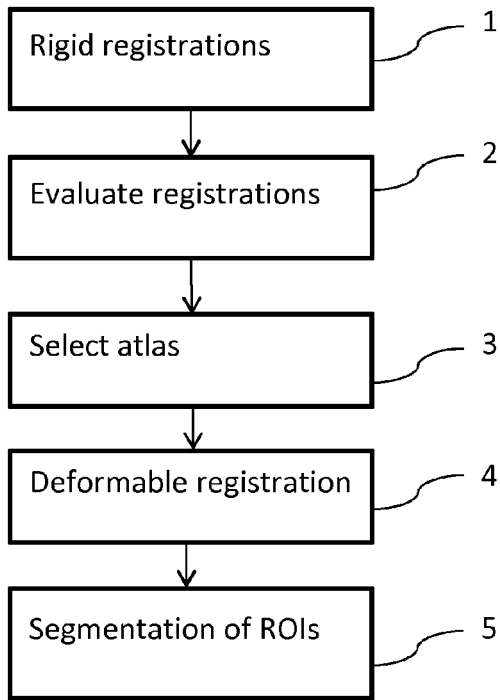 Rigid registrations 1
Evaluate registrations 2
Select atlas 3
Deformable registration 4
Segmentation of ROIs 5